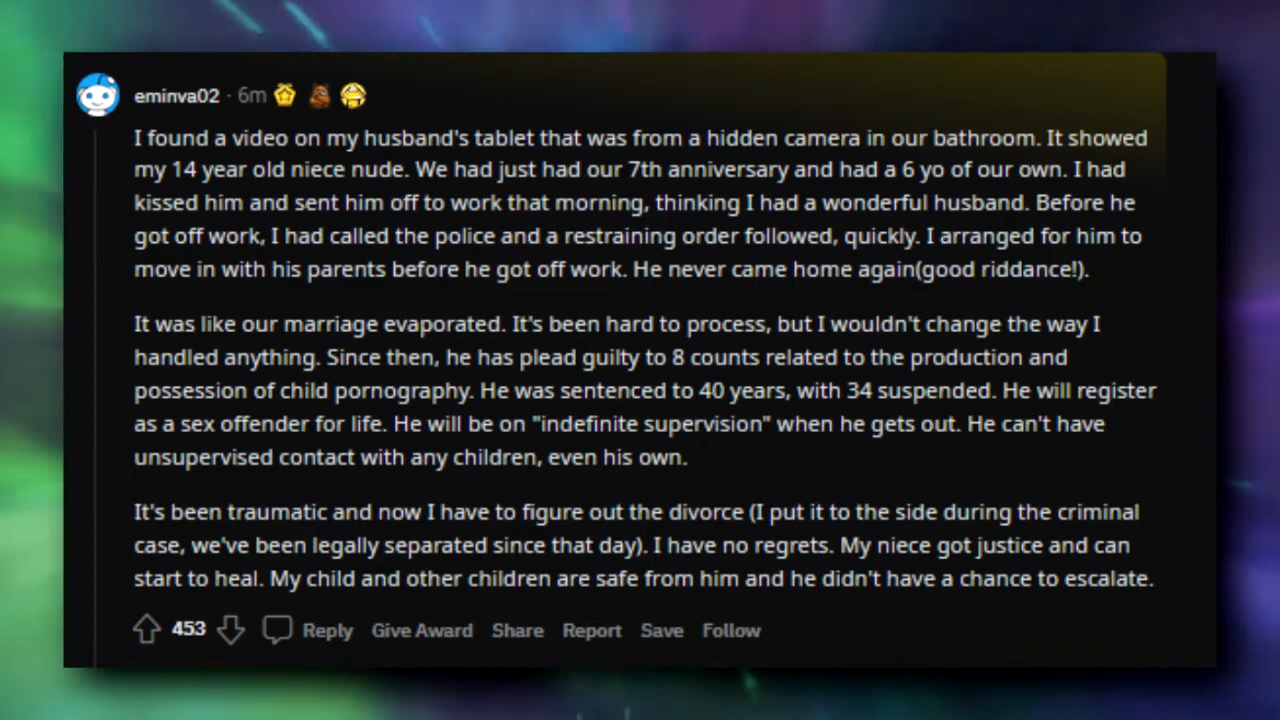 eminva02 · 6m
I found a video on my husband's tablet that was from a hidden camera in our bathroom. It showed
my 14 year old niece nude. We had just had our 7th anniversary and had a 6 yo of our own. I had
kissed him and sent him off to work that morning, thinking I had a wonderful husband. Before he
got off work, I had called the police and a restraining order followed, quickly. I arranged for him to
move in with his parents before he got off work. He never came home again(good riddance!).
It was like our marriage evaporated. It's been hard to process, but I wouldn't change the way I
handled anything. Since then, he has plead guilty to 8 counts related to the production and
possession of child pornography. He was sentenced to 40 years, with 34 suspended. He will register
as a sex offender for life. He will be on "indefinite supervision" when he gets out. He can't have
unsupervised contact with any children, even his own.
It's been traumatic and now I have to figure out the divorce (I put it to the side during the criminal
case, we've been legally separated since that day). I have no regrets. My niece got justice and can
start to heal. My child and other children are safe from him and he didn't have a chance to escalate.
453 Reply Give Award Share Report Save Follow